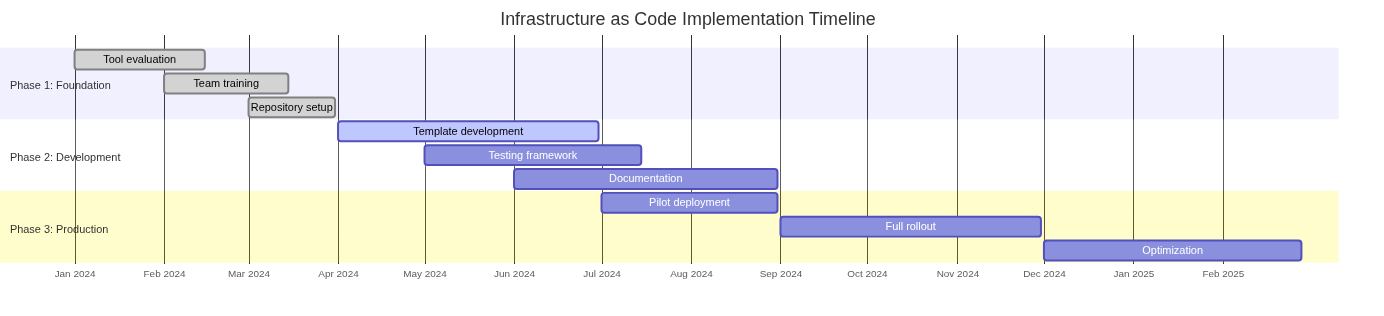 Infrastructure as Code Implementation Timeline
Tool evaluation
Team training
Phase 1: Foundation
Repository setup
Template development
Testing framework
Phase 2: Development
Documentation
Pilot deployment
Full rollout
Phase 3: Production
Optimization
Jan 2024 Feb 2024 Mar 2024 Apr 2024 May 2024 Jun 2024 Jul 2024 Aug 2024 Sep 2024 Oct 2024 Nov 2024 Dec 2024 Jan 2025 Feb 2025